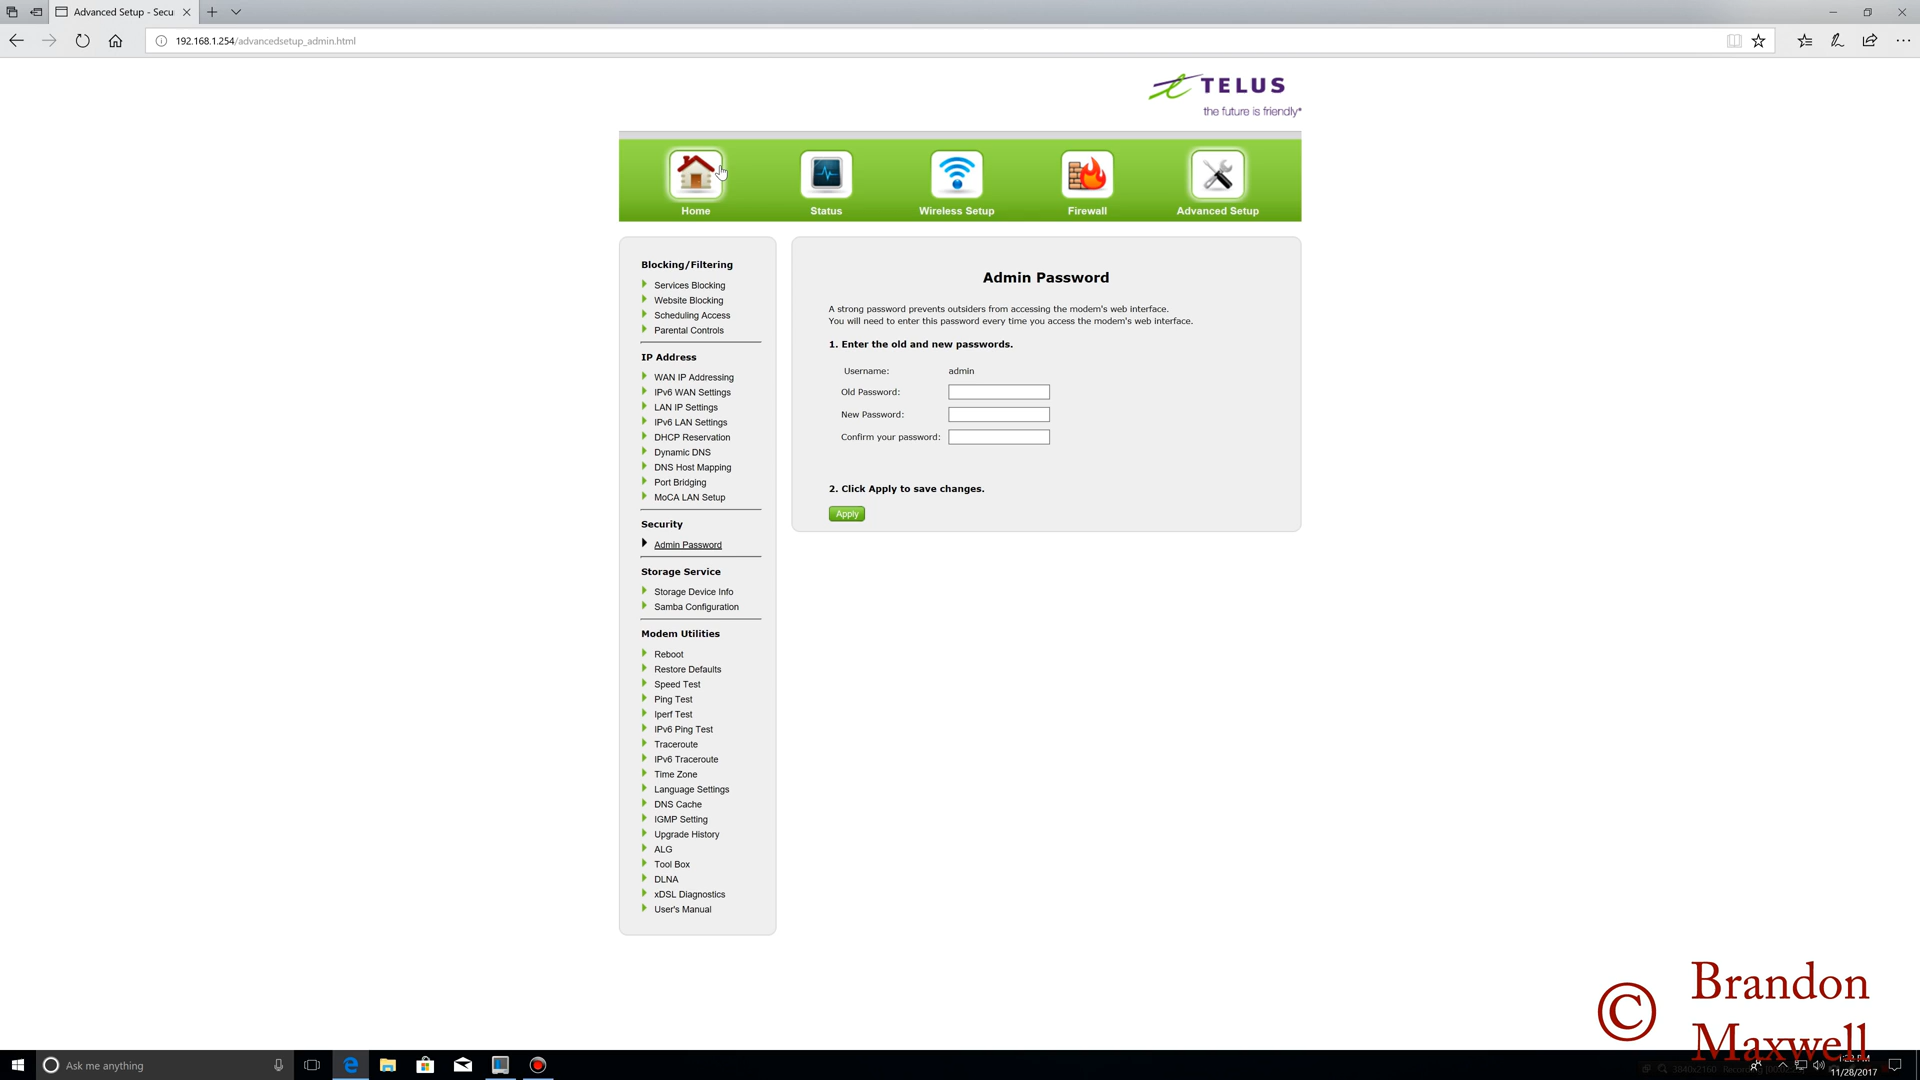 Advanced Setup - Secu
192.168.1.254/advancedsetup_admin.html
TELUS
the future is friendly*
Home
Status
Wireless Setup
Firewall
Advanced Setup
Blocking/Filtering
Services Blocking
Website Blocking
Scheduling Access
Parental Controls
IP Address
WAN IP Addressing
IPv6 WAN Settings
LAN IP Settings
IPv6 LAN Settings
DHCP Reservation
Dynamic DNS
DNS Host Mapping
Port Bridging
MoCA LAN Setup
Security
Admin Password
Storage Service
Storage Device Info
Samba Configuration
Modem Utilities
Reboot
Restore Defaults
Speed Test
Ping Test
Iperf Test
IPv6 Ping Test
Traceroute
IPv6 Traceroute
Time Zone
Language Settings
DNS Cache
IGMP Setting
Upgrade History
ALG
Tool Box
DLNA
xDSL Diagnostics
User's Manual
Admin Password
A strong password prevents outsiders from accessing the modem's web interface.
You will need to enter this password every time you access the modem's web interface.
1. Enter the old and new passwords.
Username: admin
Old Password:
New Password:
Confirm your password:
2. Click Apply to save changes.
Apply
© Brandon
Maxwell
Ask me anything
3840x2160
11/28/2017